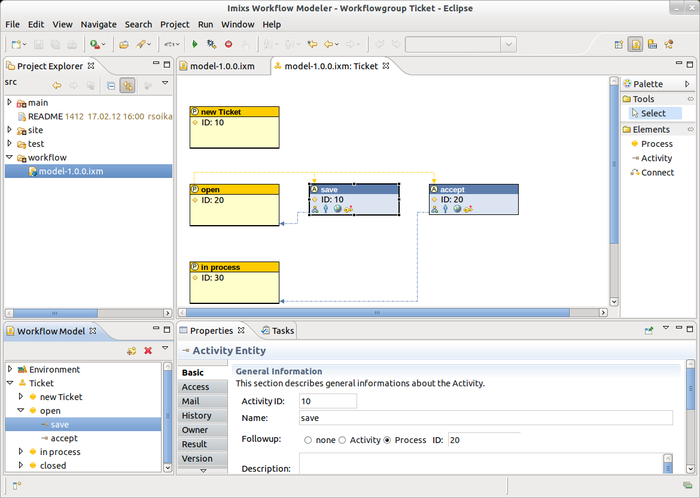 Imixs Workflow Modeler - Workflowgroup Ticket - Eclipse
File Edit View Navigate Search Project Run Window Help
Project Explorer
src
main
README 1412 17.02.12 16:00 rsoika
site
test
workflow
model-1.0.0.ixm
model-1.0.0.ixm
model-1.0.0.ixm: Ticket
P new Ticket
ID: 10
P open
ID: 20
A save
ID: 10
A accept
ID: 20
P in process
ID: 30
Palette
Tools
Select
Elements
Process
Activity
Connect
Workflow Model
Environment
Ticket
new Ticket
open
save
accept
in process
closed
Properties
Tasks
Activity Entity
Basic
Access
Mail
History
Owner
Result
Version
General Information
This section describes general informations about the Activity.
Activity ID: 10
Name: save
Followup: none Activity Process ID: 20
Description: